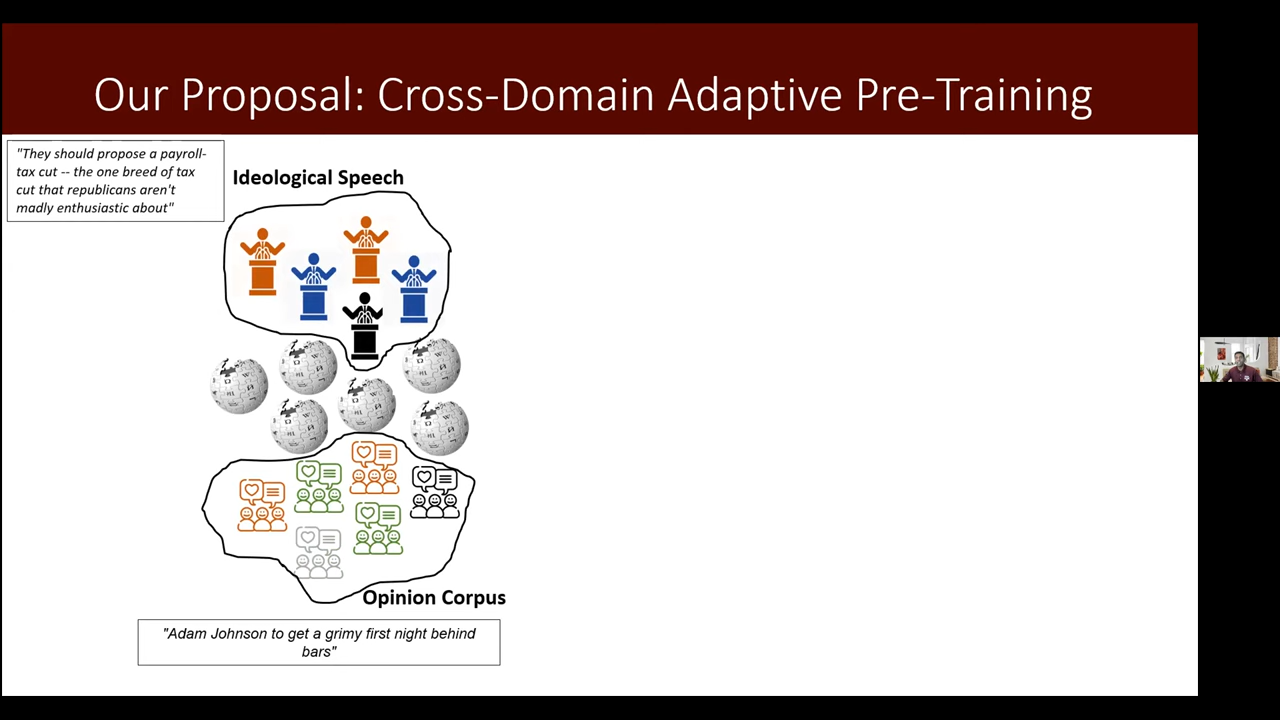 Our Proposal: Cross-Domain Adaptive Pre-Training
"They should propose a payroll-
tax cut -- the one breed of tax
cut that republicans aren't
madly enthusiastic about"
Ideological Speech
Opinion Corpus
"Adam Johnson to get a grimy first night behind
bars"